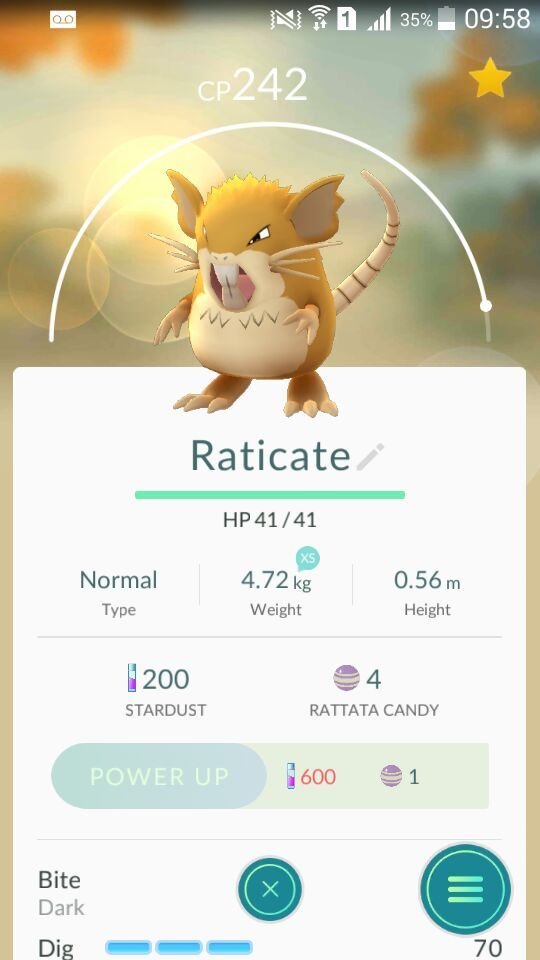 1 35% 09:58
CP242
Raticate
HP 41 / 41
XS
Normal 4.72 kg 0.56 m
Type Weight Height
200 4
STARDUST RATTATA CANDY
POWER UP 600 1
Bite
Dark
Dig 70